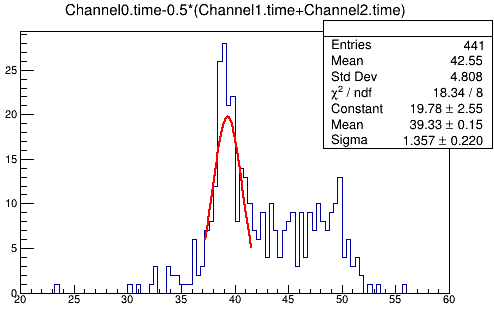 Channel0.time-0.5*(Channel1.time+Channel2.time)
Entries 441
Mean 42.55
Std Dev 4.808
χ² / ndf 18.34 / 8
Constant 19.78 ± 2.55
Mean 39.33 ± 0.15
Sigma 1.357 ± 0.220
25
20
15
10
5
0
20 25 30 35 40 45 50 55 60